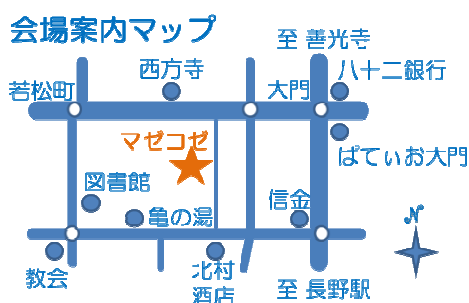 会場案内マップ
至 善光寺
西方寺
八十二銀行
若松町
大門
マゼコゼ
ぱてぃお大門
図書館
信金
亀の湯
N
教会
北村
酒店
至 長野駅